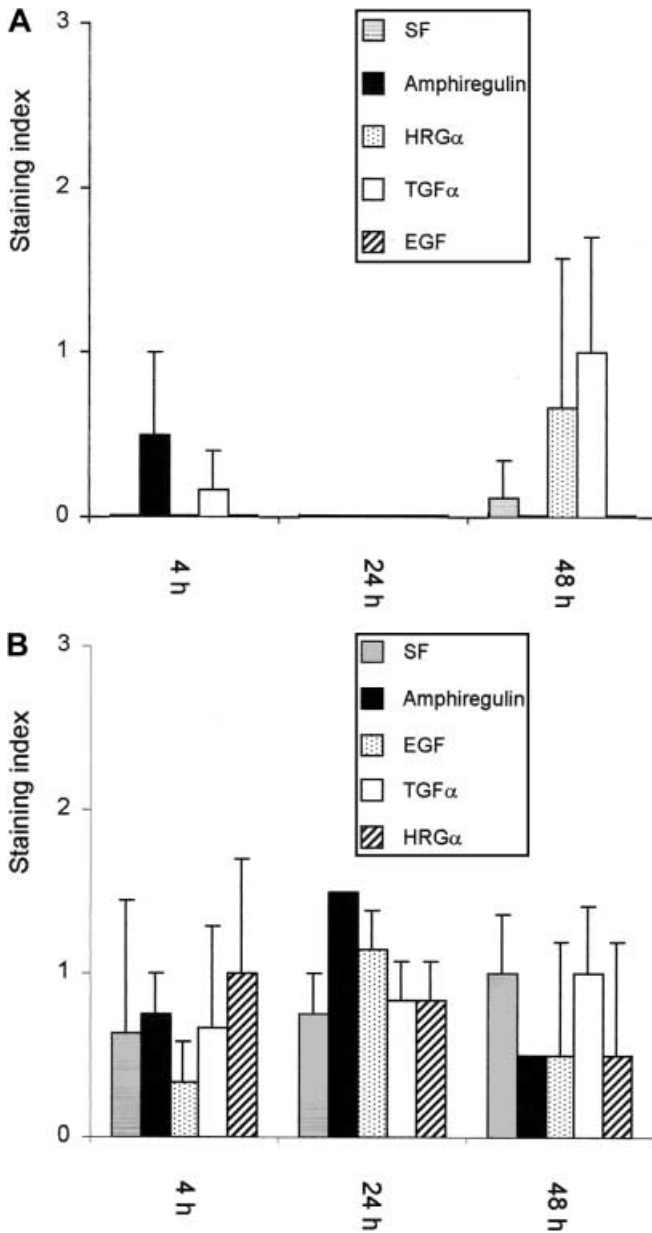 A
3
2
1
0
Staining index
SF
Amphiregulin
HRGα
TGFα
EGF
4 h
24 h
48 h
B
3
2
1
0
Staining index
SF
Amphiregulin
EGF
TGFα
HRGα
4 h
24 h
48 h